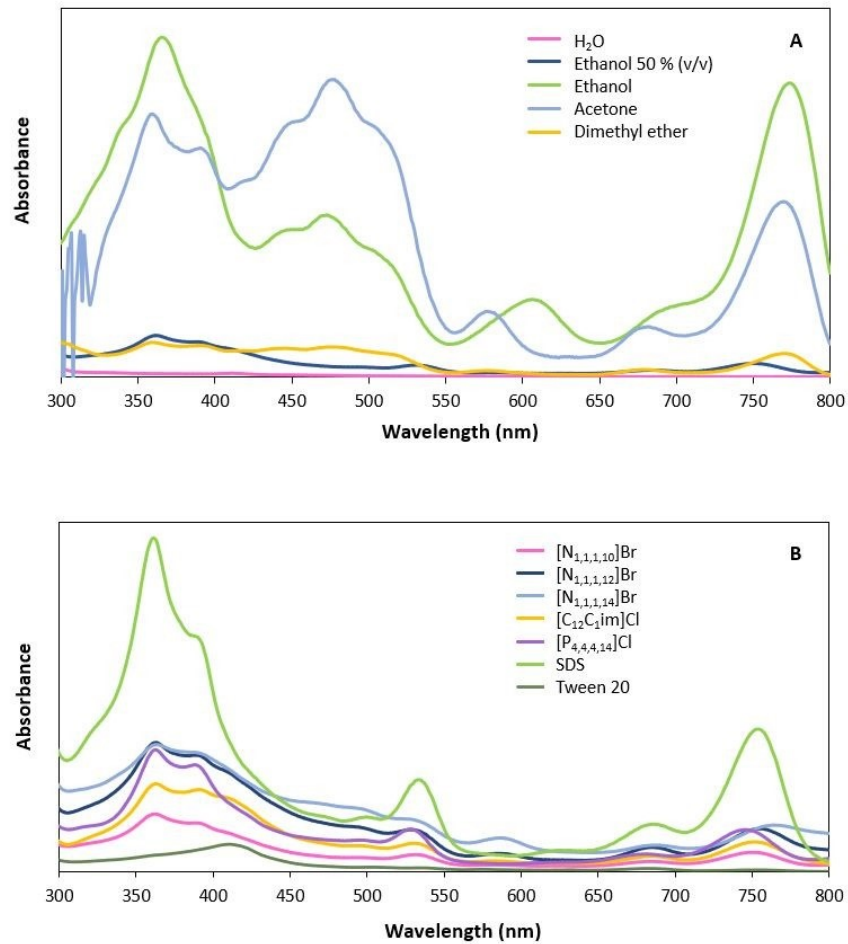 A
H₂O
Ethanol 50 % (v/v)
Ethanol
Acetone
Dimethyl ether
Absorbance
300 350 400 450 500 550 600 650 700 750 800
Wavelength (nm)
B
[N₁,₁,₁,₁₀]Br
[N₁,₁,₁,₁₂]Br
[N₁,₁,₁,₁₄]Br
[C₁₂C₁im]Cl
[P₄,₄,₄,₁₄]Cl
SDS
Tween 20
Absorbance
300 350 400 450 500 550 600 650 700 750 800
Wavelength (nm)